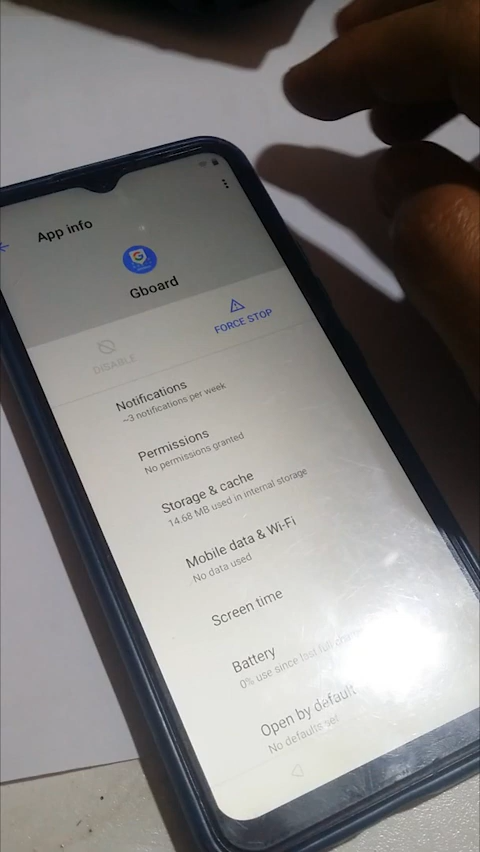 App info
Gboard
DISABLE
FORCE STOP
Notifications
~3 notifications per week
Permissions
No permissions granted
Storage & cache
14.68 MB used in internal storage
Mobile data & Wi-Fi
No data used
Screen time
Battery
0% use since last full charge
Open by default
No defaults set